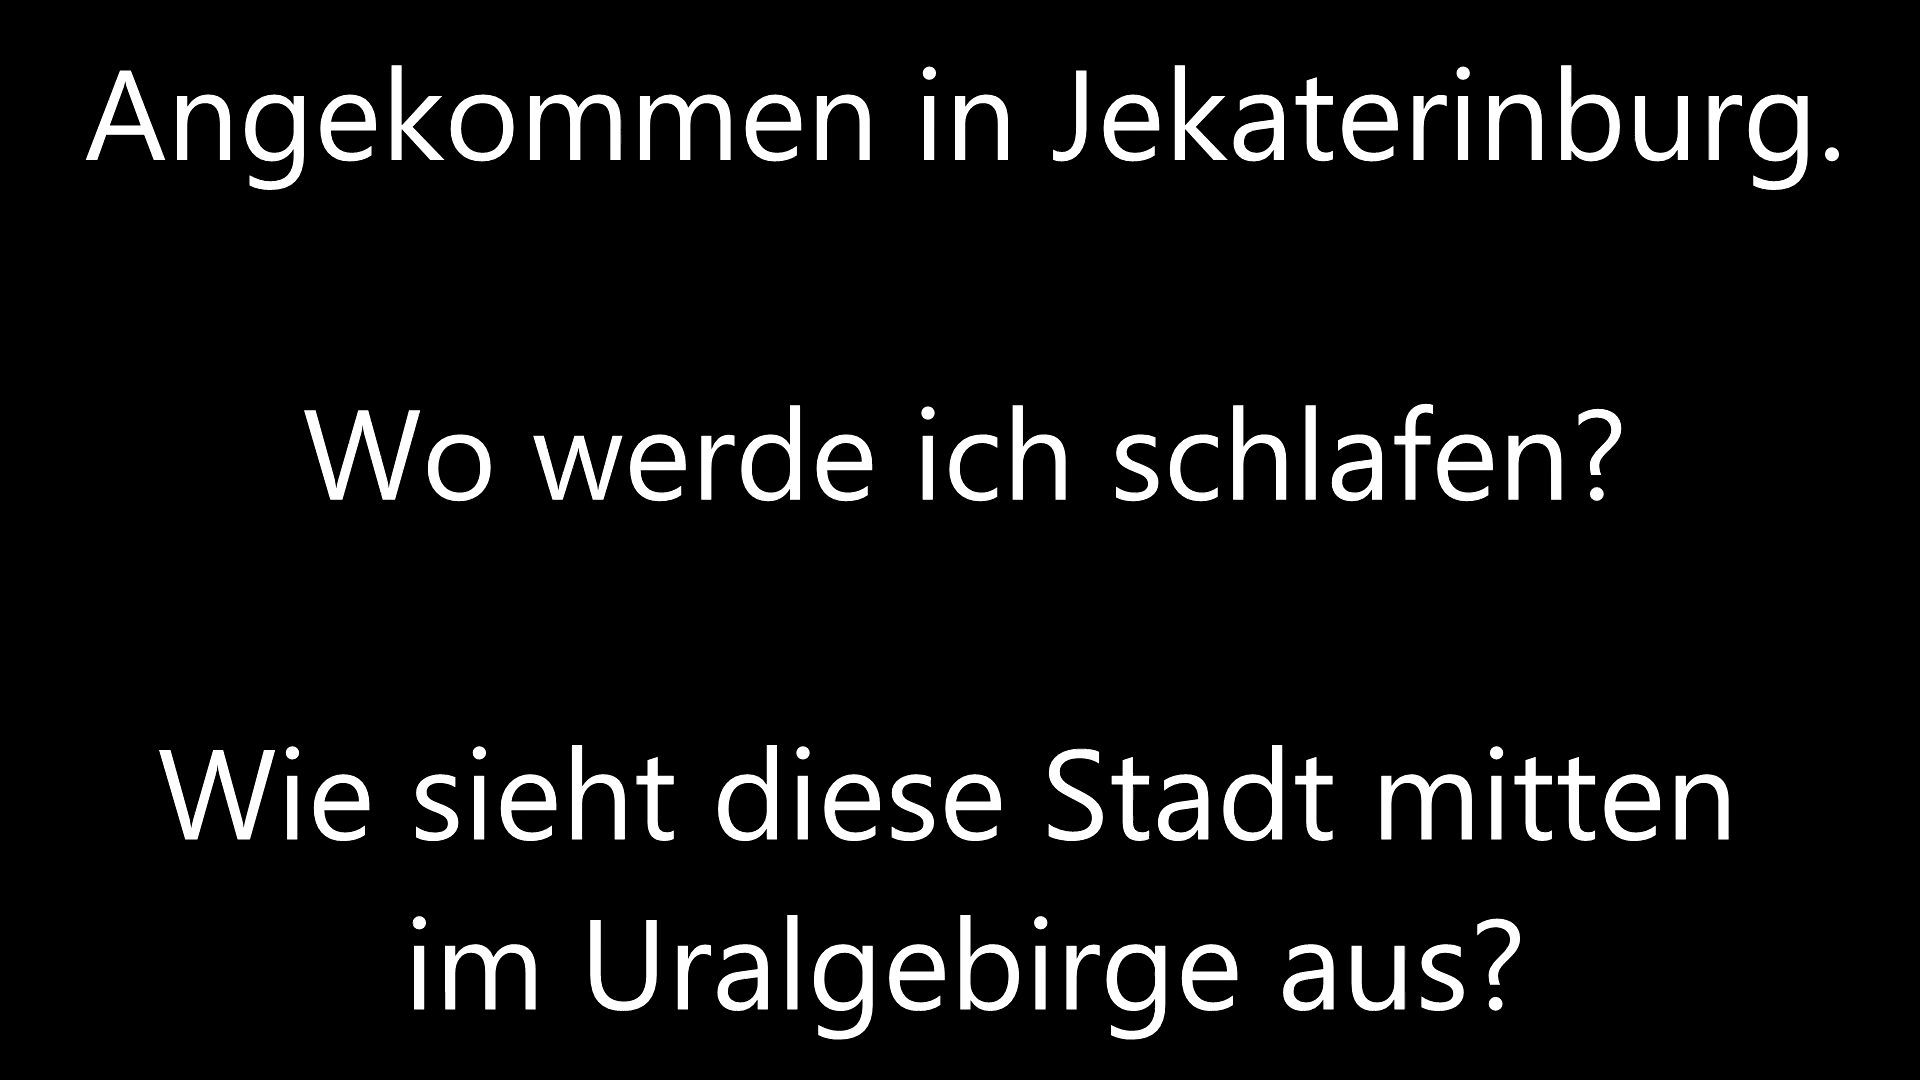 Angekommen in Jekaterinburg.
Wo werde ich schlafen?
Wie sieht diese Stadt mitten
im Uralgebirge aus?